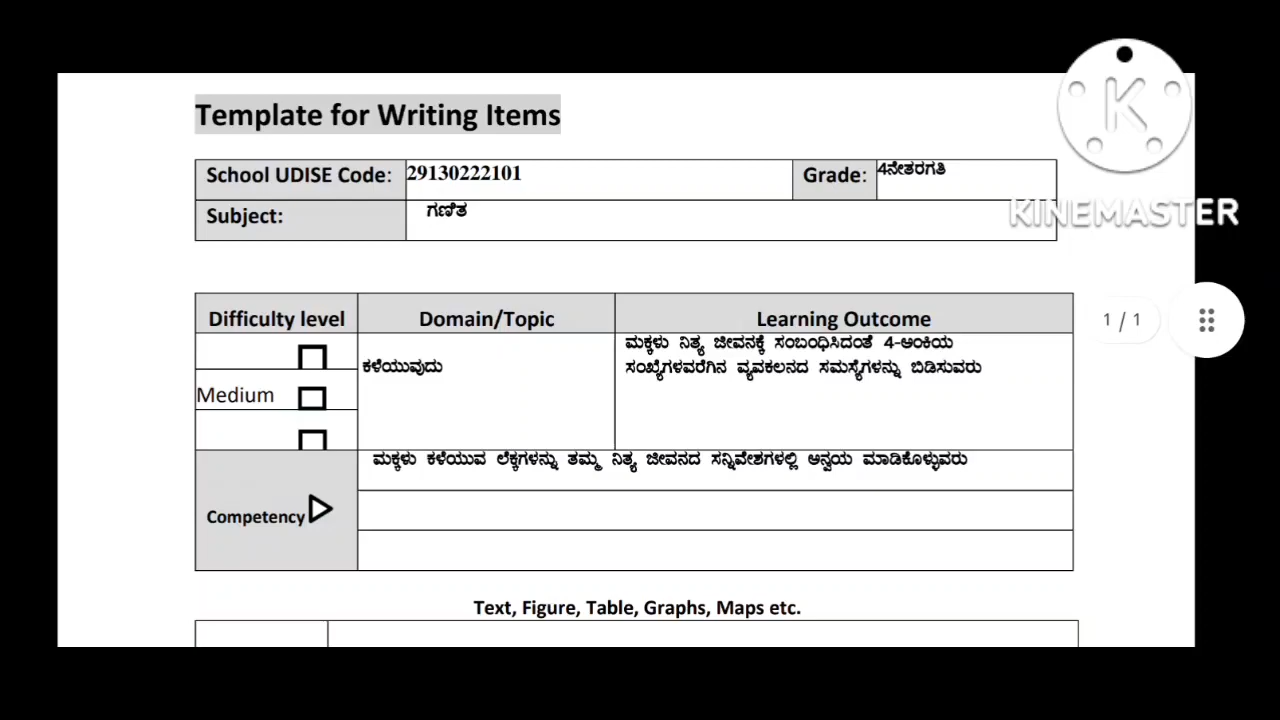 Template for Writing Items
School UDISE Code: 29130222101 Grade: 4ನೇತರಗತಿ
Subject: ಗಣಿತ
KINEMASTER
Difficulty level Domain/Topic Learning Outcome
1 / 1
ಮಕ್ಕಳು ನಿತ್ಯ ಜೀವನಕ್ಕೆ ಸಂಬಂಧಿಸಿದಂತೆ 4-ಅಂಕಿಯ
ಕಳೆಯುವುದು ಸಂಖ್ಯೆಗಳವರೆಗಿನ ವ್ಯವಕಲನದ ಸಮಸ್ಯೆಗಳನ್ನು ಬಿಡಿಸುವರು
Medium
ಮಕ್ಕಳು ಕಳೆಯುವ ಲೆಕ್ಕಗಳನ್ನು ತಮ್ಮ ನಿತ್ಯ ಜೀವನದ ಸನ್ನಿವೇಶಗಳಲ್ಲಿ ಅನ್ವಯ ಮಾಡಿಕೊಳ್ಳುವರು
Competency
Text, Figure, Table, Graphs, Maps etc.